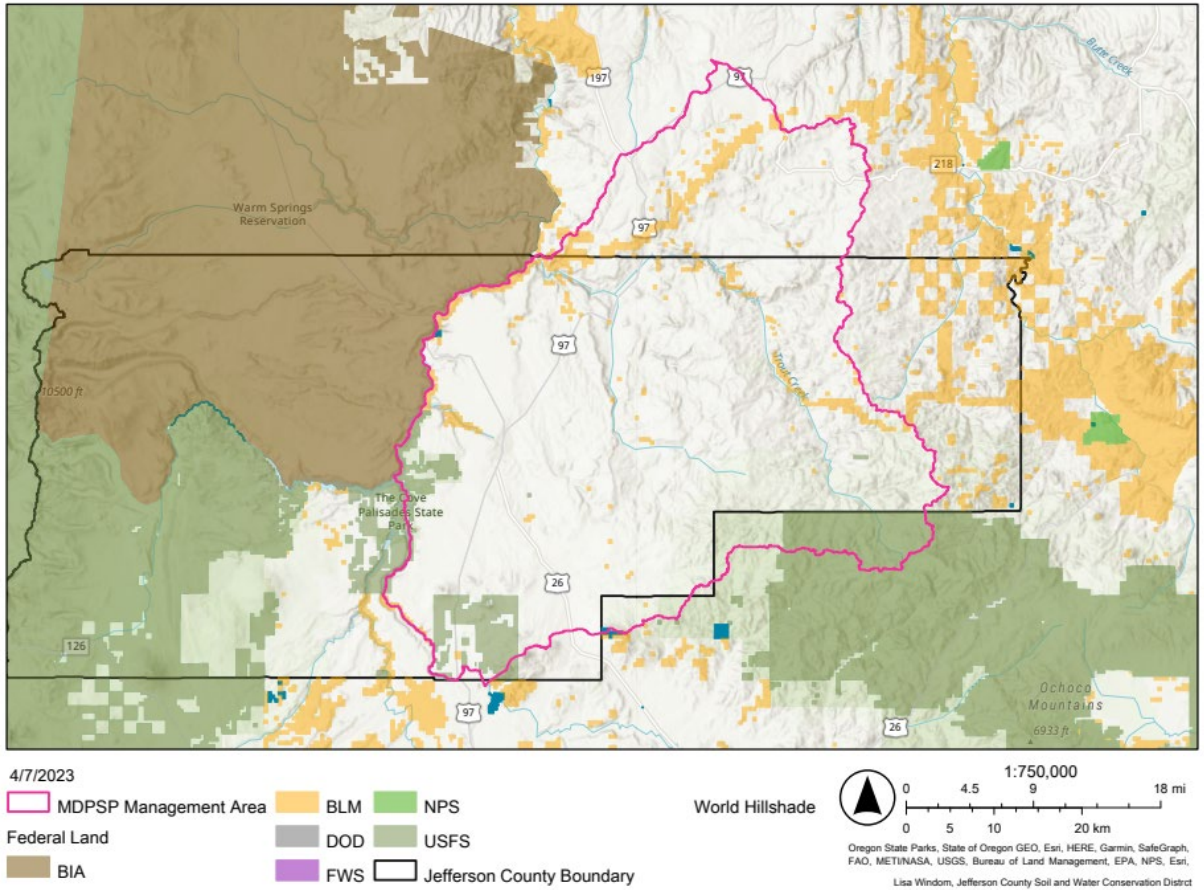 197
97
Butte Creek
218
Warm Springs
Reservation
97
97
Trout Creek
10500 ft
The Cove
Palisades State
Park
26
126
Ochoco
Mountains
97
26
6933 ft
4/7/2023
MDPSP Management Area
Federal Land
BIA
BLM
DOD
FWS
NPS
USFS
Jefferson County Boundary
World Hillshade
1:750,000
0 4.5 9 18 mi
0 5 10 20 km
Oregon State Parks, State of Oregon GEO, Esri, HERE, Garmin, SafeGraph,
FAO, METI/NASA, USGS, Bureau of Land Management, EPA, NPS, Esri,
Lisa Windom, Jefferson County Soil and Water Conservation Distrct